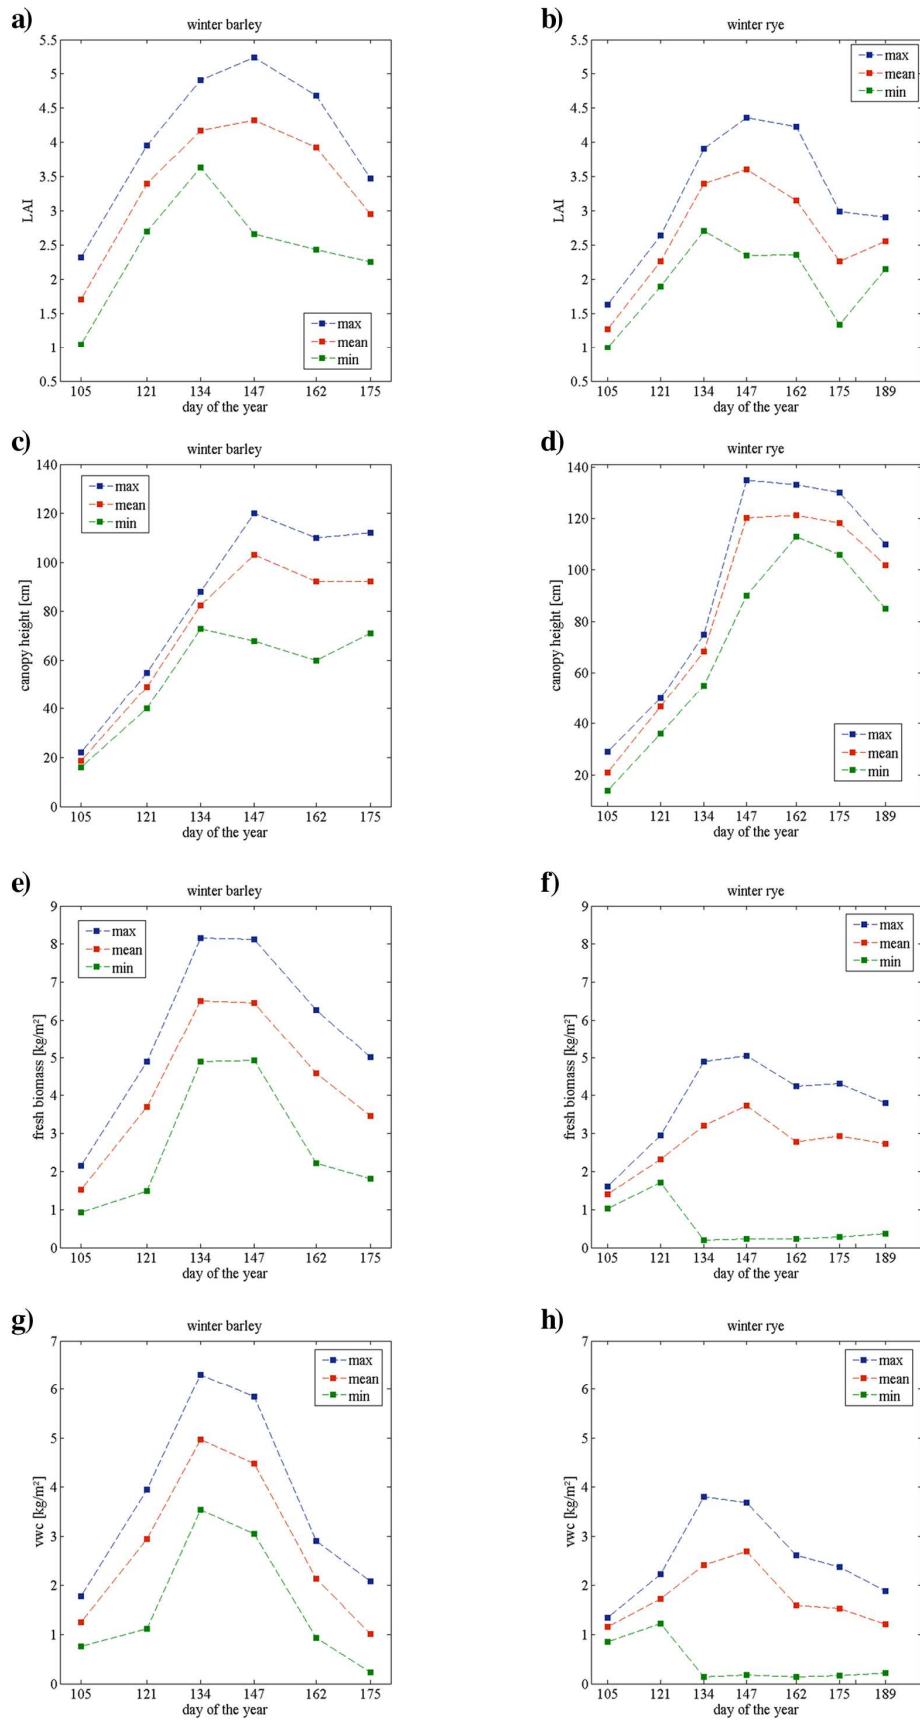 a)
winter barley
5.5
5
4.5
4
3.5
3
2.5
2
1.5
1
0.5
LAI
max
mean
min
105 121 134 147 162 175
day of the year
b)
winter rye
5.5
5
4.5
4
3.5
3
2.5
2
1.5
1
0.5
LAI
max
mean
min
105 121 134 147 162 175 189
day of the year
c)
winter barley
140
120
100
80
60
40
20
0
canopy height [cm]
max
mean
min
105 121 134 147 162 175
day of the year
d)
winter rye
140
120
100
80
60
40
20
canopy height [cm]
max
mean
min
105 121 134 147 162 175 189
day of the year
e)
winter barley
9
8
7
6
5
4
3
2
1
0
fresh biomass [kg/m²]
max
mean
min
105 121 134 147 162 175
day of the year
f)
winter rye
9
8
7
6
5
4
3
2
1
0
fresh biomass [kg/m²]
max
mean
min
105 121 134 147 162 175 189
day of the year
g)
winter barley
7
6
5
4
3
2
1
0
vwc [kg/m²]
max
mean
min
105 121 134 147 162 175
day of the year
h)
winter rye
7
6
5
4
3
2
1
0
vwc [kg/m²]
max
mean
min
105 121 134 147 162 175 189
day of the year